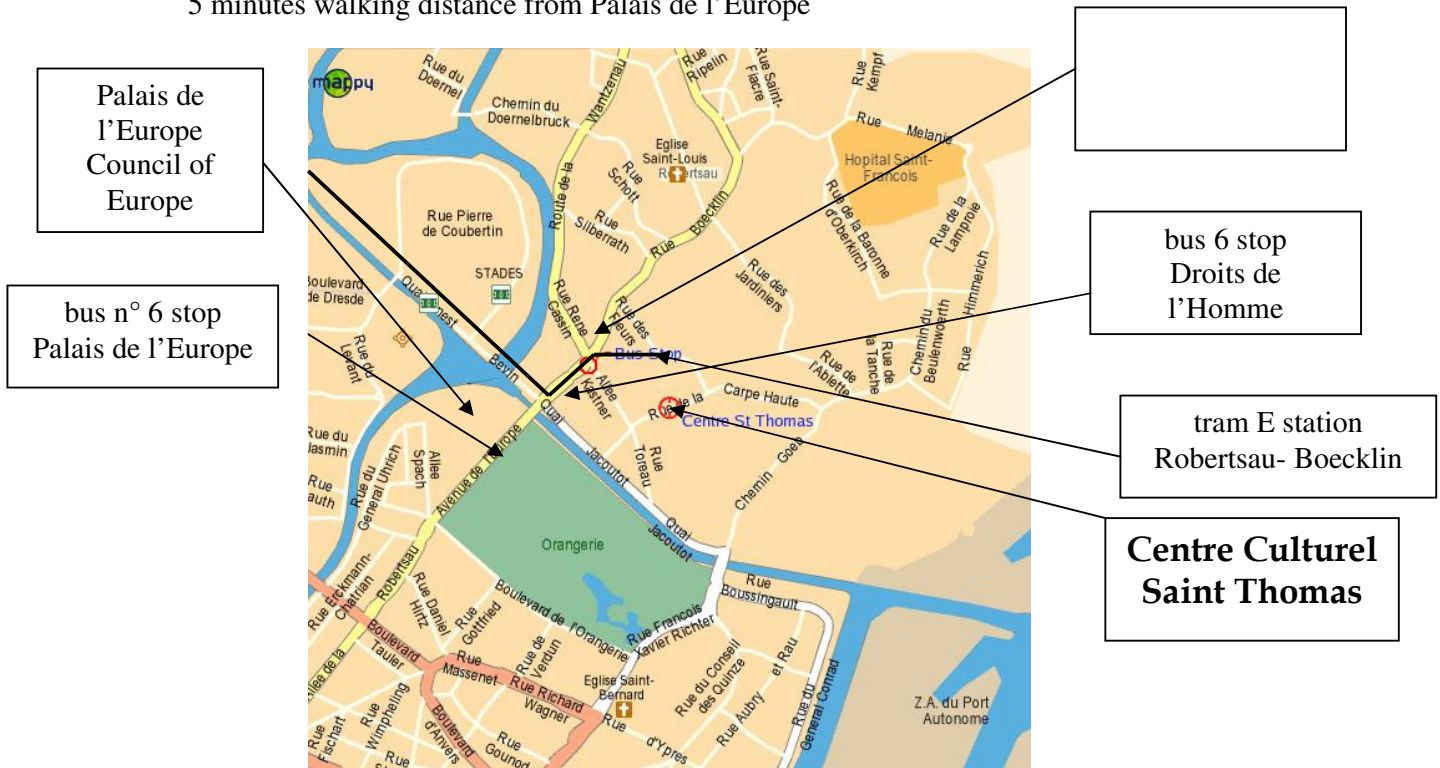 5 minutes walking distance from Palais de l'Europe
Palais de
l'Europe
Council of
Europe
bus n° 6 stop
Palais de l'Europe
bus 6 stop
Droits de
l'Homme
tram E station
Robertsau- Boecklin
Centre Culturel
Saint Thomas
mappy
Rue du
Doernel
Chemin du
Doernelbruck
Route de la
Wantzenau
Rue
Ripelin
Rue Saint-
Fiacre
Rue
Kempf
Rue
Melanie
Eglise
Saint-Louis
Robertsau
Hopital Saint-
Francois
Rue
Schott
Rue
Silberrath
Rue
Boecklin
Rue de la Baronne
d'Oberkirch
Rue de la
Lamproie
Rue Pierre
de Coubertin
STADES
Boulevard
de Dresde
Rue du
Levant
Bevin
Rue Rene
Cassin
Rue des
Fleurs
Rue des
Jardiniers
Bus Stop
Rue
Himmerich
Chemin du
Beulenwoerth
Rue de
la Tanche
Rue de
l'Ablette
Allee
Kastner
Rue de la
Carpe Haute
Centre St Thomas
Rue
Toreau
Chemin
Goeb
Quai
Jacoutot
Quai
Jacoutot
Avenue de l'Europe
Allee
Spach
Rue du
General Uhrich
Rue du
Iasmin
Rue
auth
Orangerie
Rue Erckmann-
Chatrian
Robertsau
Rue Daniel
Hirtz
Rue
Gottfried
Boulevard de l'Orangerie
Rue
Boussingault
Rue Francois
Xavier Richter
Boulevard
Tauler
Rue
Massenet
Rue de
Verdun
Rue Richard
Wagner
Eglise Saint-
Bernard
Rue
d'Ypres
Rue du Conseil
des Quinze
Rue Aubry
et Rau
Rue du
General Conrad
Z.A. du Port
Autonome
Allee de la
Rue
Fischart
Rue
Wimpheling
Boulevard
d'Anvers
Rue
Gounod
Rue